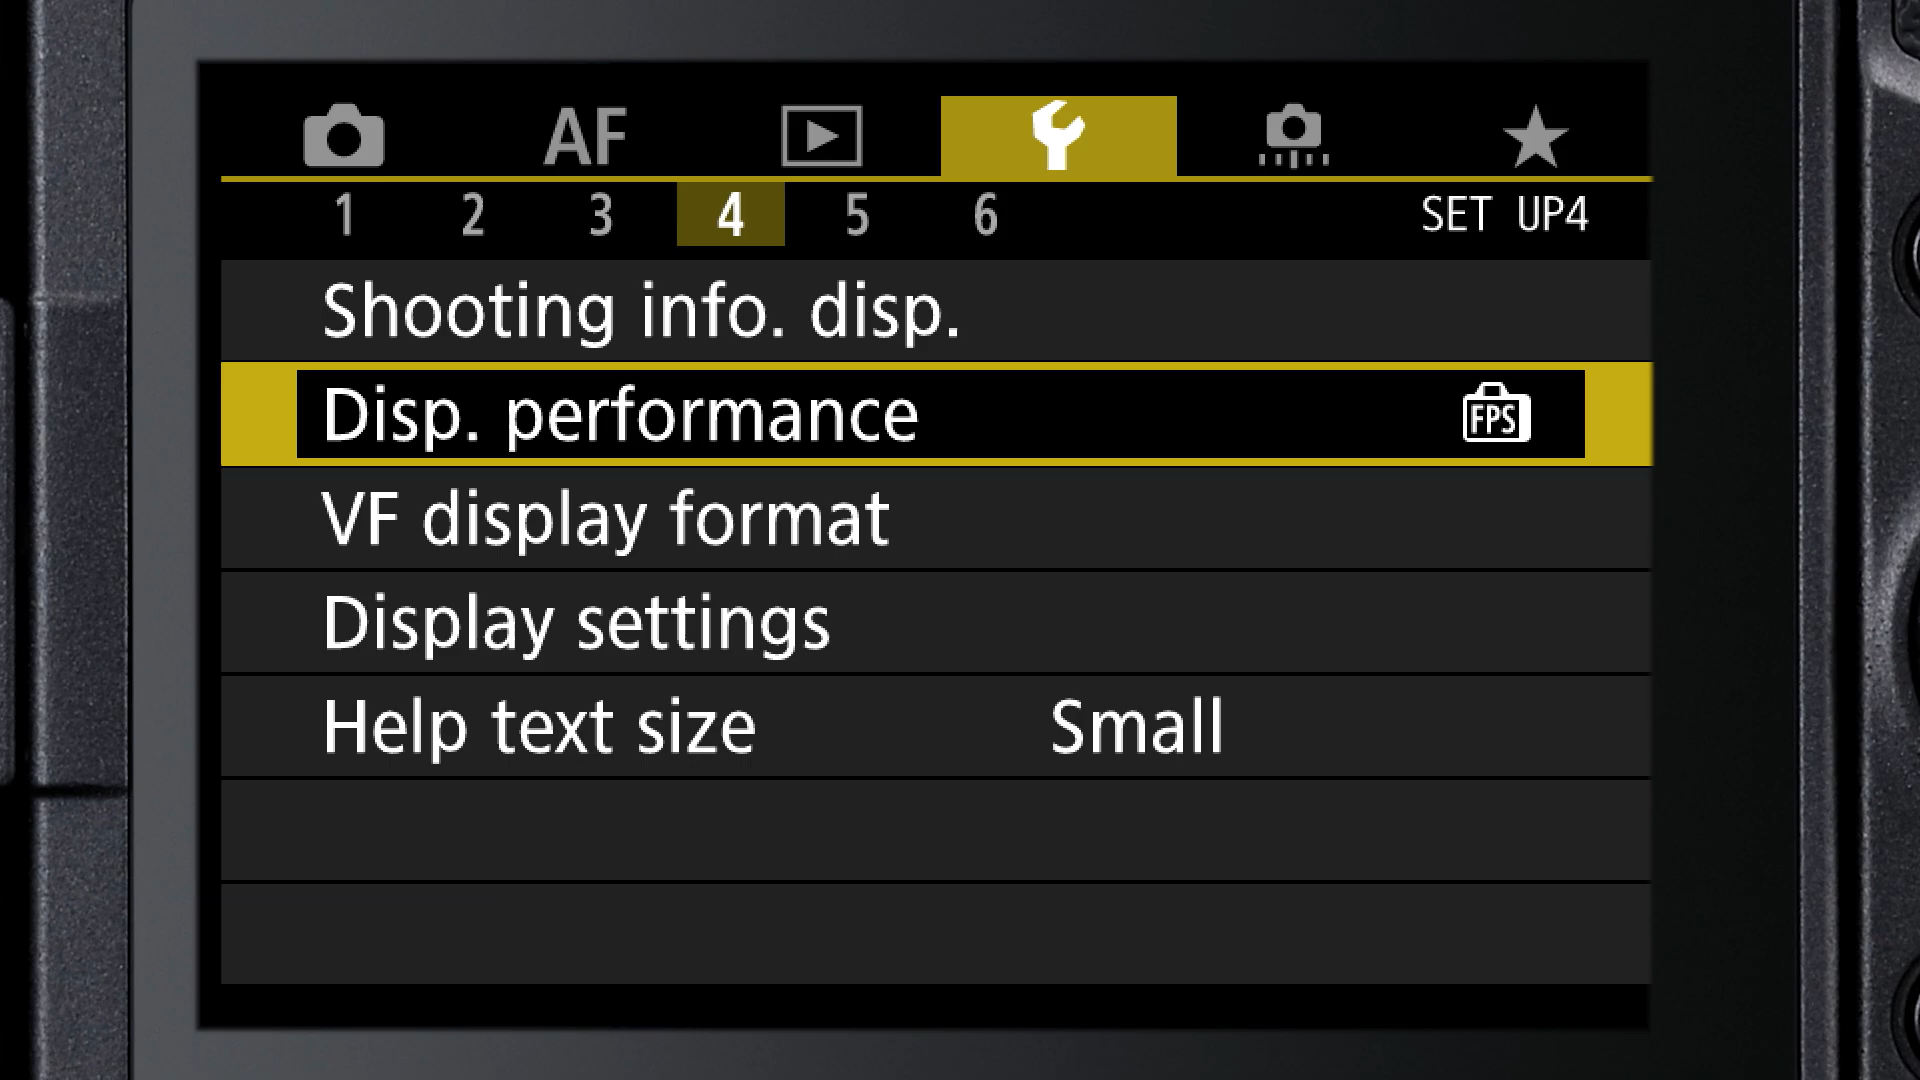 AF
1 2 3 4 5 6 SET UP4
Shooting info. disp.
Disp. performance FPS
VF display format
Display settings
Help text size Small